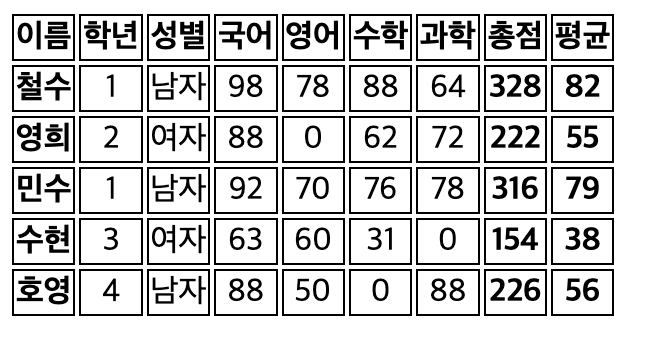 이름 학년 성별 국어 영어 수학 과학 총점 평균
철수 1 남자 98 78 88 64 328 82
영희 2 여자 88 0 62 72 222 55
민수 1 남자 92 70 76 78 316 79
수현 3 여자 63 60 31 0 154 38
호영 4 남자 88 50 0 88 226 56